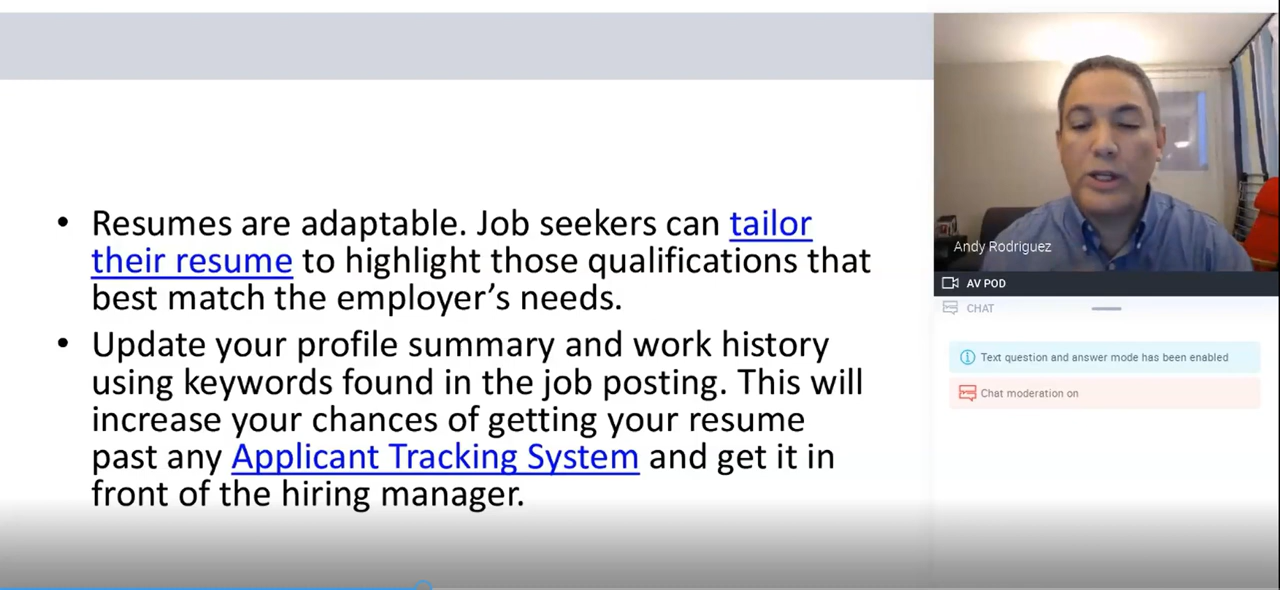 • Resumes are adaptable. Job seekers can tailor
their resume to highlight those qualifications that
best match the employer’s needs.
• Update your profile summary and work history
using keywords found in the job posting. This will
increase your chances of getting your resume
past any Applicant Tracking System and get it in
front of the hiring manager.
Andy Rodriguez
AV POD
CHAT
Text question and answer mode has been enabled
Chat moderation on